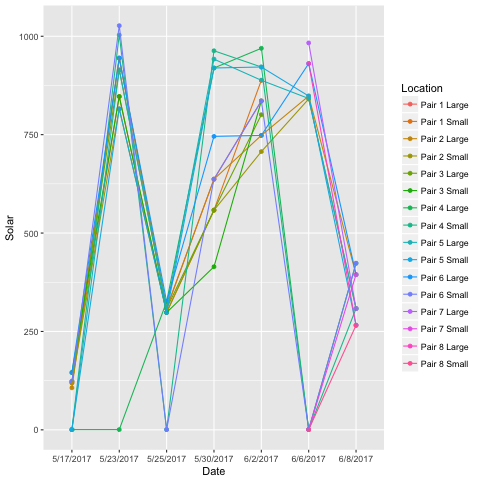 1000
750
500
250
0
Solar
5/17/2017 5/23/2017 5/25/2017 5/30/2017 6/2/2017 6/6/2017 6/8/2017
Date
Location
Pair 1 Large
Pair 1 Small
Pair 2 Large
Pair 2 Small
Pair 3 Large
Pair 3 Small
Pair 4 Large
Pair 4 Small
Pair 5 Large
Pair 5 Small
Pair 6 Large
Pair 6 Small
Pair 7 Large
Pair 7 Small
Pair 8 Large
Pair 8 Small